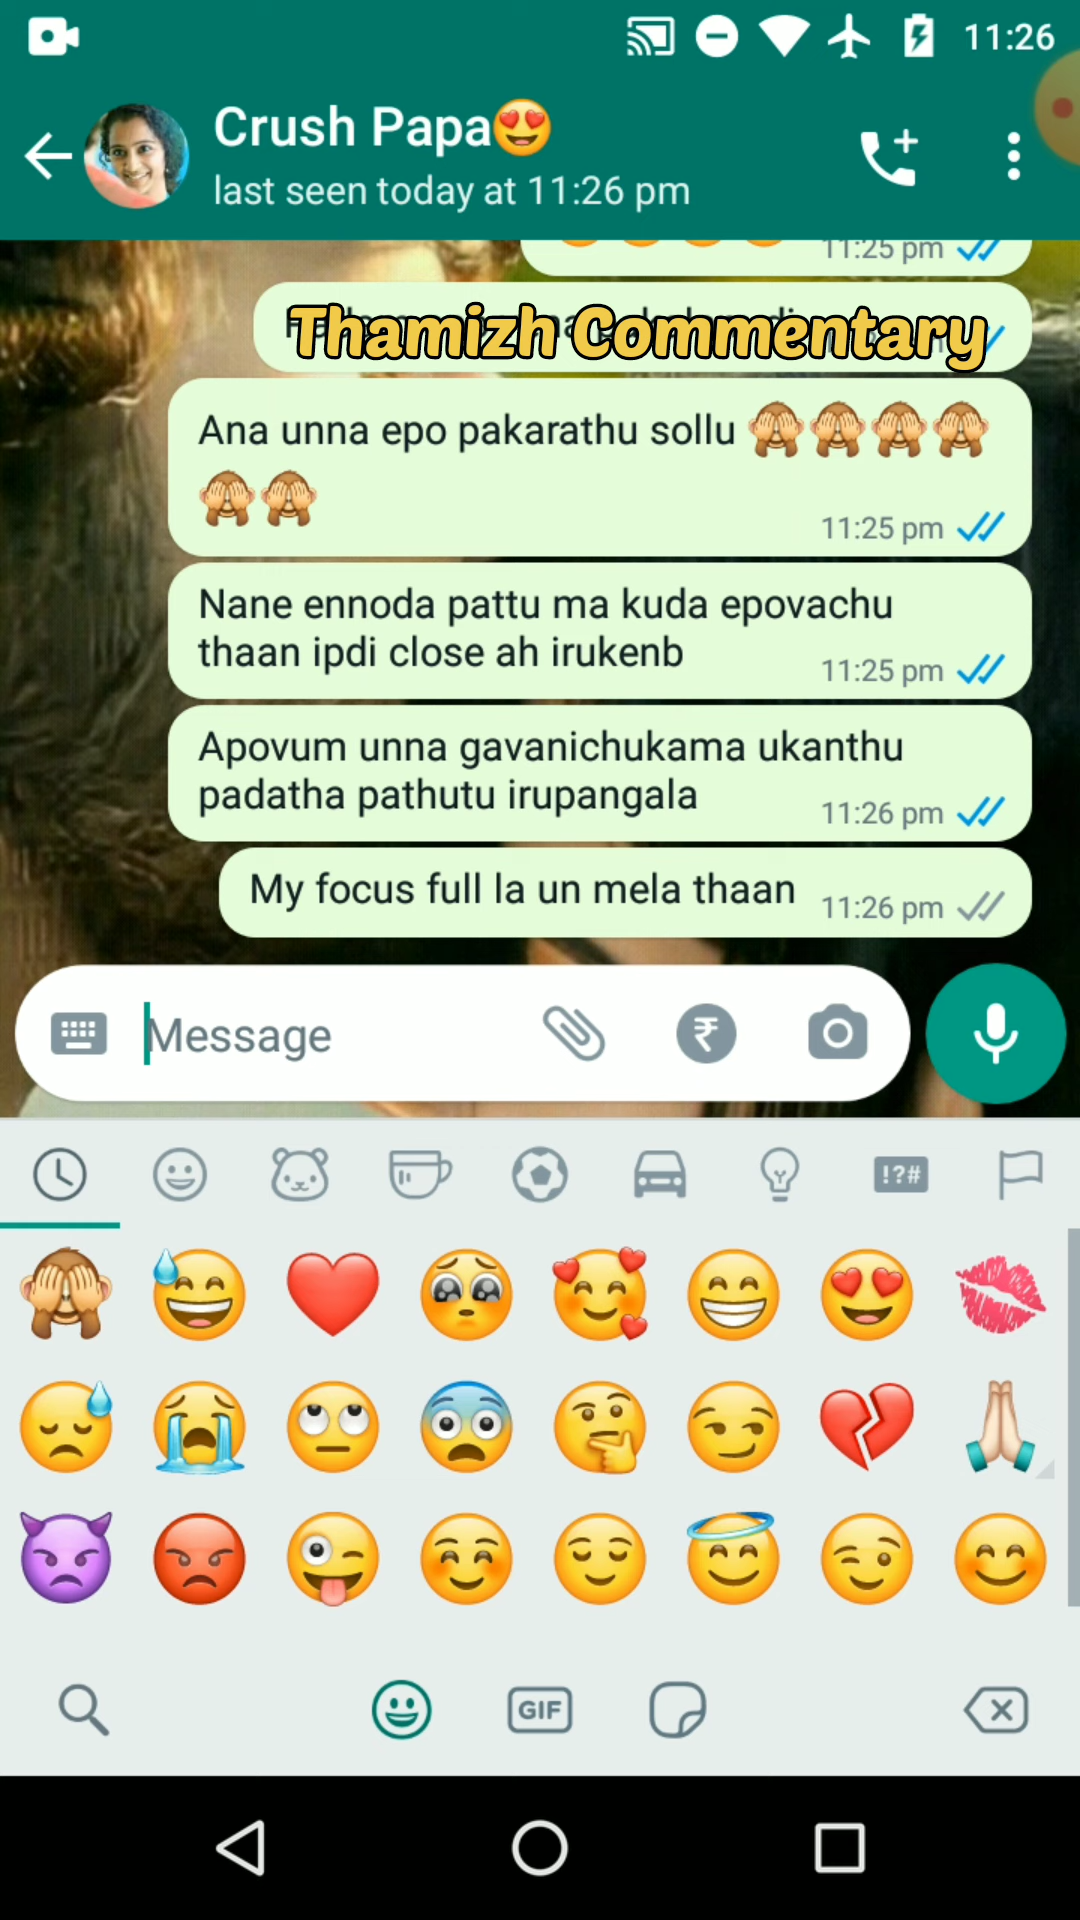 11:26
Crush Papa😍
last seen today at 11:26 pm
11:25 pm
Thamizh Commentary
Ana unna epo pakarathu sollu 🙈🙈🙈🙈
🙈🙈
11:25 pm
Nane ennoda pattu ma kuda epovachu
thaan ipdi close ah irukenb
11:25 pm
Apovum unna gavanichukama ukanthu
padatha pathutu irupangala
11:26 pm
My focus full la un mela thaan
11:26 pm
Message
!?#
GIF